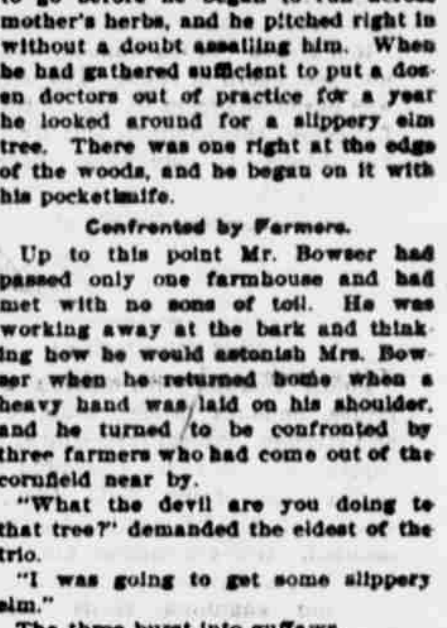 mother's herbs, and he pitched right in
without a doubt assailing him. When
he had gathered sufficient to put a doz-
en doctors out of practice for a year
he looked around for a slippery elm
tree. There was one right at the edge
of the woods, and he began on it with
his pocketknife.
Confronted by Farmers.
Up to this point Mr. Bowser had
passed only one farmhouse and had
met with no sons of toil. He was
working away at the bark and think-
ing how he would astonish Mrs. Bow-
ser when he returned home when a
heavy hand was laid on his shoulder,
and he turned to be confronted by
three farmers who had come out of the
cornfield near by.
"What the devil are you doing to
that tree?" demanded the eldest of the
trio.
"I was going to get some slippery
elm."
The three burst into guffaws